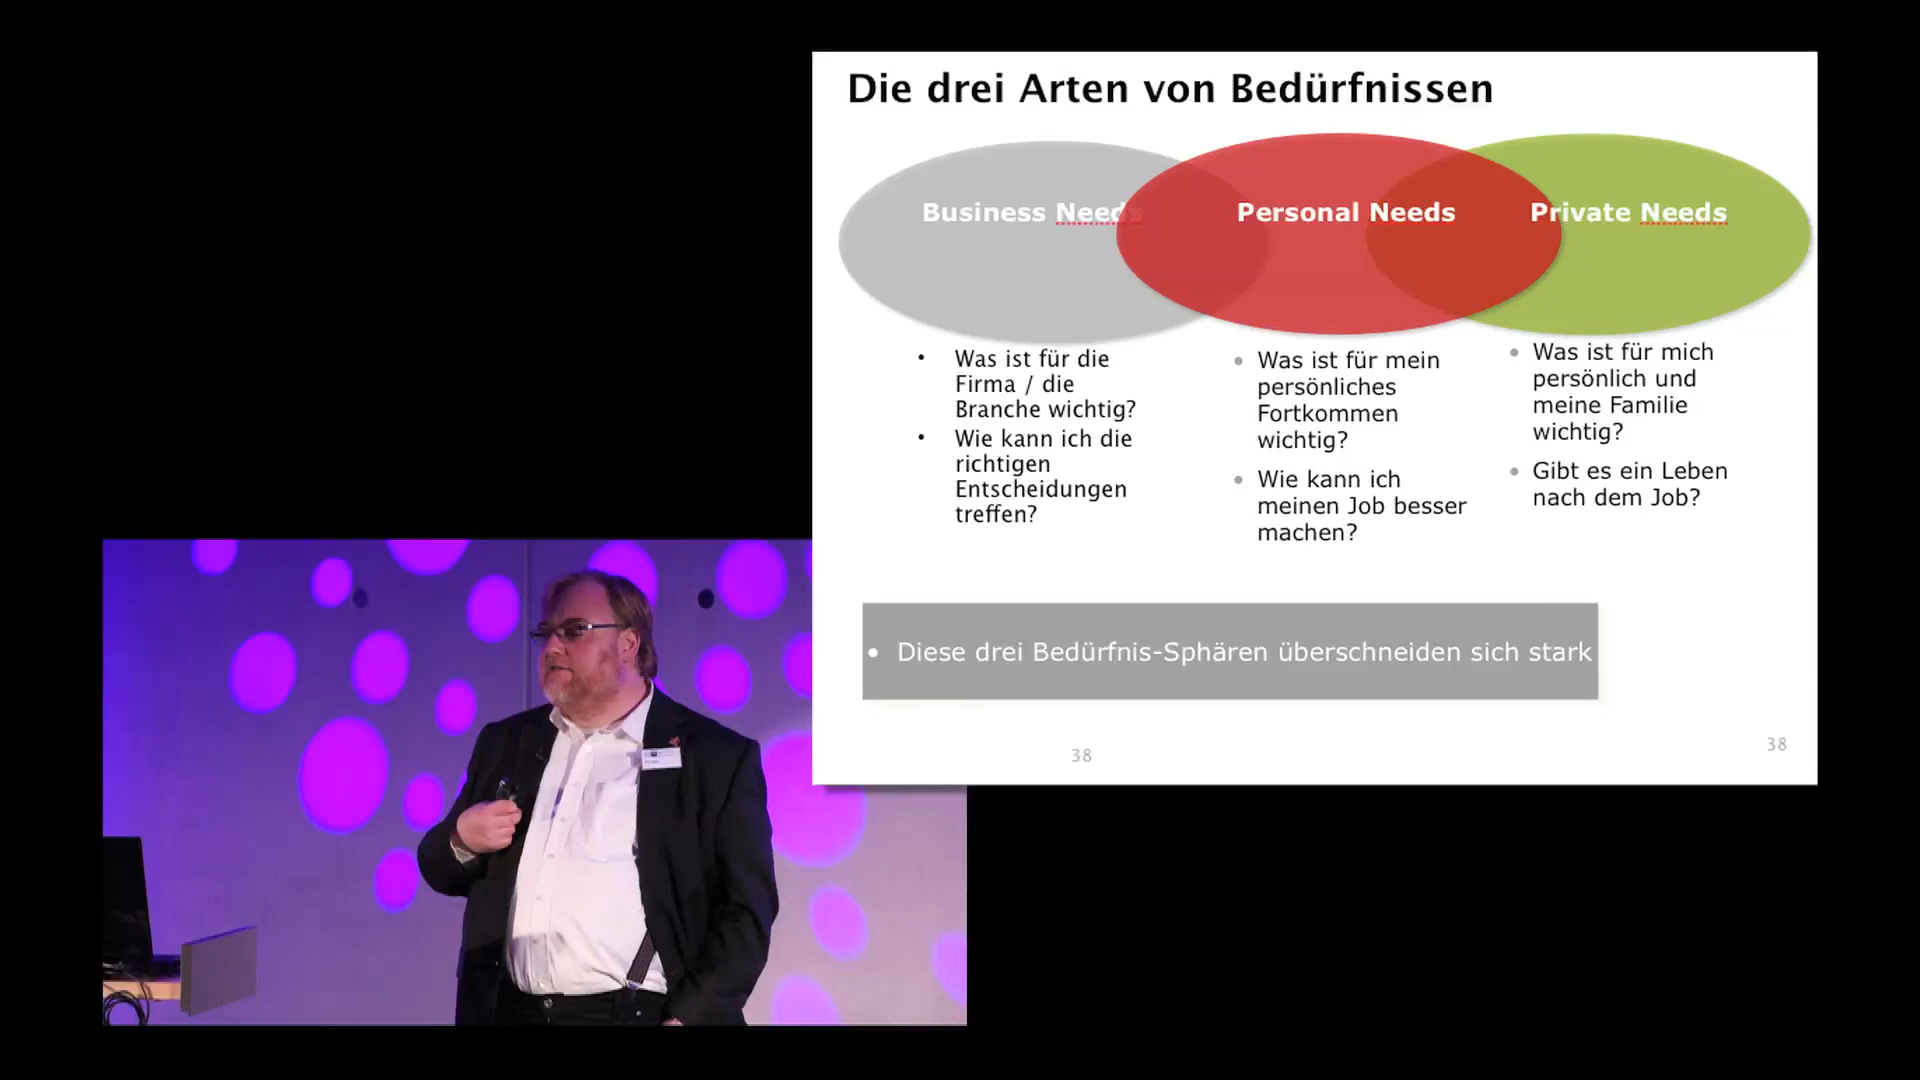 Die drei Arten von Bedürfnissen
Business Needs
Personal Needs
Private Needs
• Was ist für die
Firma / die
Branche wichtig?
• Wie kann ich die
richtigen
Entscheidungen
treffen?
• Was ist für mein
persönliches
Fortkommen
wichtig?
• Wie kann ich
meinen Job besser
machen?
• Was ist für mich
persönlich und
meine Familie
wichtig?
• Gibt es ein Leben
nach dem Job?
• Diese drei Bedürfnis-Sphären überschneiden sich stark
38
38